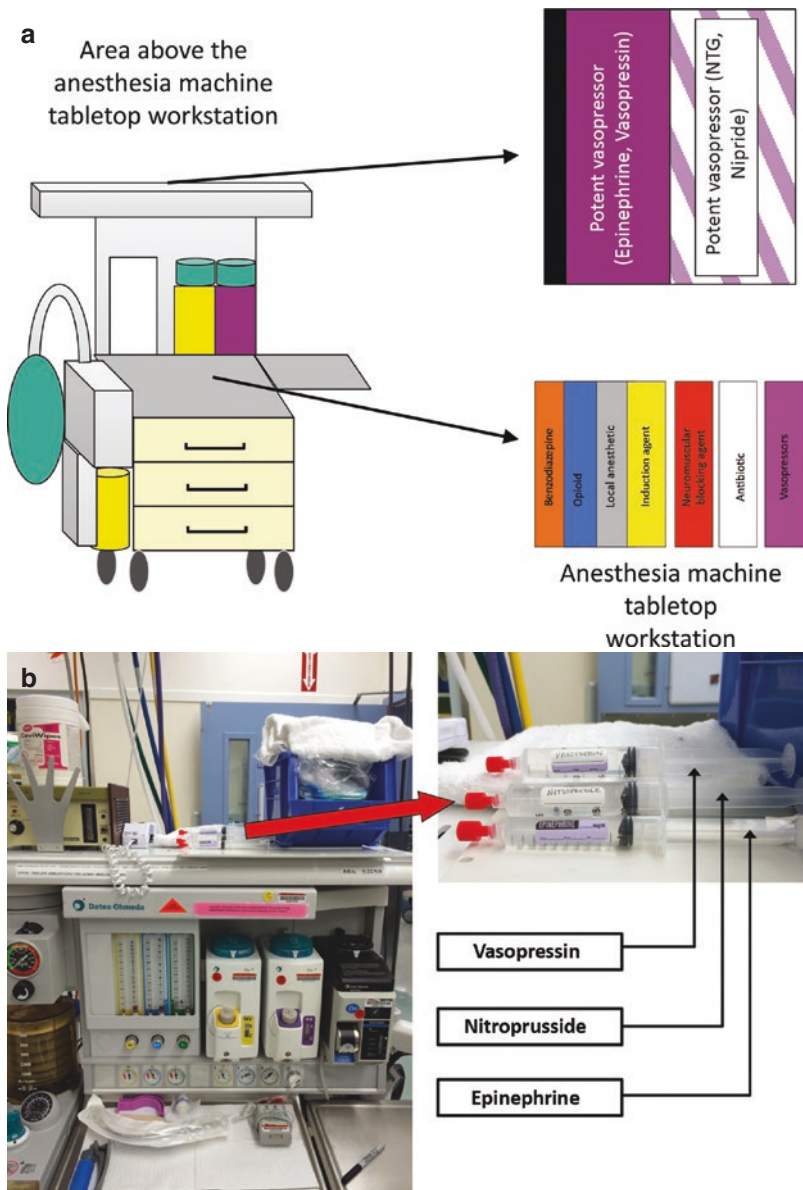 a
Area above the
anesthesia machine
tabletop workstation
Potent vasopressor
(Epinephrine, Vasopressin)
Potent vasopressor (NTG,
Nipride)
Benzodiazepine
Opioid
Local anesthetic
Induction agent
Neuromuscular
blocking agent
Antibiotic
Vasopressors
Anesthesia machine
tabletop
workstation
b
CaviWipes
Datex-Ohmeda
VASOPRESSIN
NITROPRUSSIDE
EPINEPHRINE
Vasopressin
Nitroprusside
Epinephrine